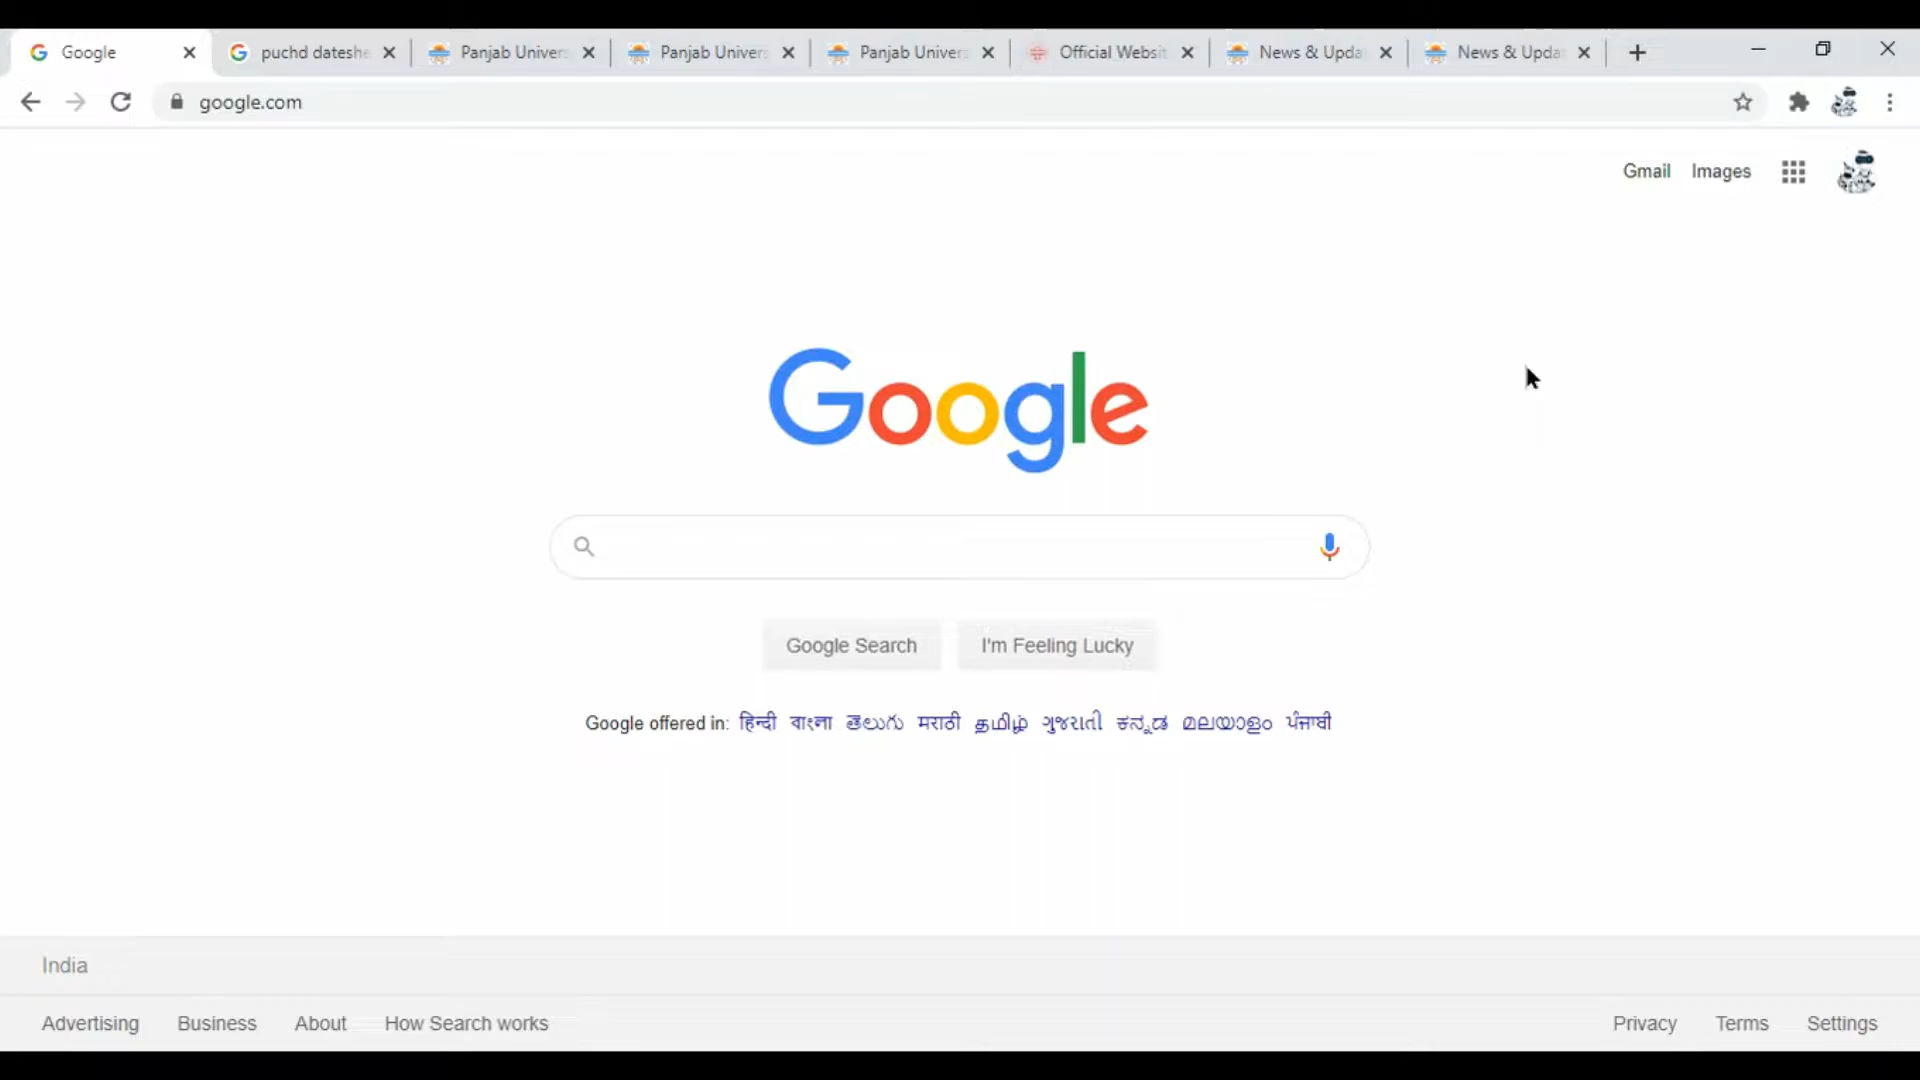 Google
puchd dateshe
Panjab Univers
Panjab Univers
Panjab Univers
Official Websit
News & Upda
News & Upda
google.com
Gmail Images
Google
Google Search I'm Feeling Lucky
Google offered in: हिन्दी বাংলা తెలుగు मराठी தமிழ் ગુજરાતી ಕನ್ನಡ മലയാളം ਪੰਜਾਬੀ
India
Advertising Business About How Search works Privacy Terms Settings